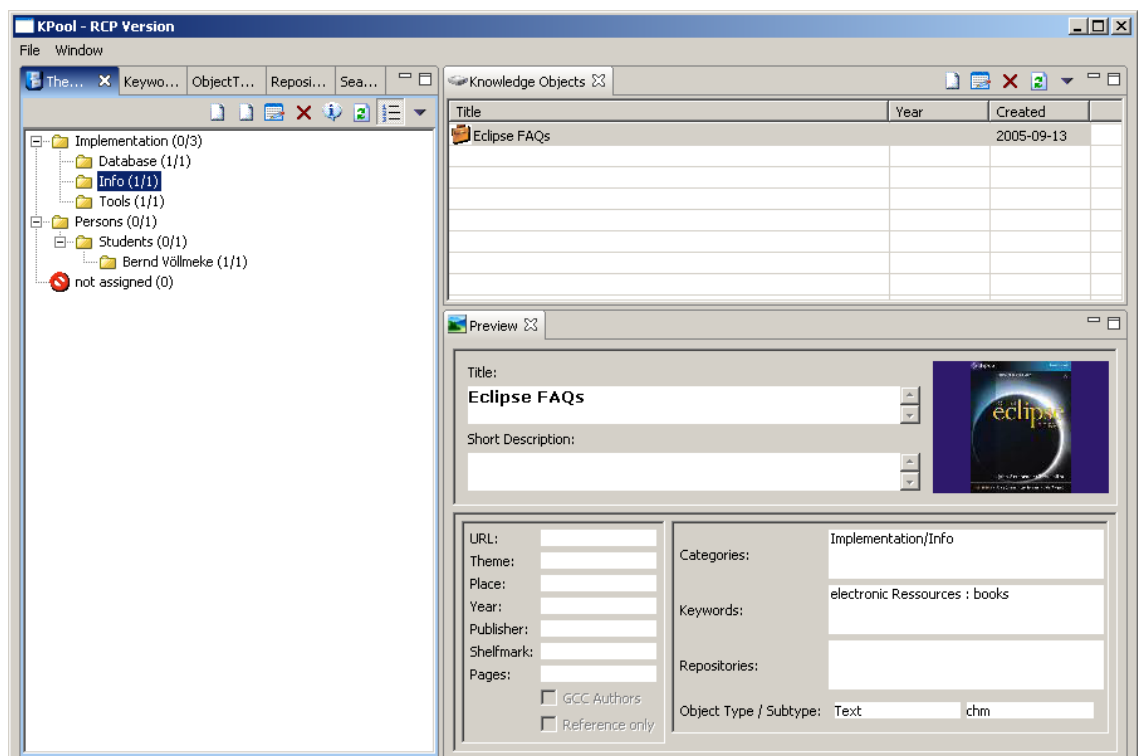 KPool - RCP Version
File Window
The... Keywo... ObjectT... Reposi... Sea...
Implementation (0/3)
Database (1/1)
Info (1/1)
Tools (1/1)
Persons (0/1)
Students (0/1)
Bernd Völlmeke (1/1)
not assigned (0)
Knowledge Objects
Title Year Created
Eclipse FAQs 2005-09-13
Preview
Title:
Eclipse FAQs
Short Description:
eclipse
URL:
Theme:
Place:
Year:
Publisher:
Shelfmark:
Pages:
GCC Authors
Reference only
Categories: Implementation/Info
Keywords: electronic Ressources : books
Repositories:
Object Type / Subtype: Text chm